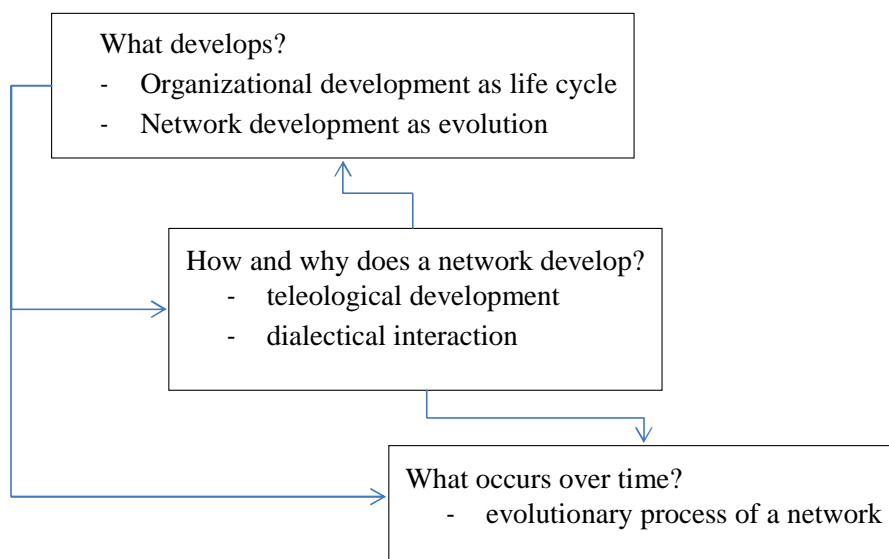 What develops?
- Organizational development as life cycle
- Network development as evolution
How and why does a network develop?
- teleological development
- dialectical interaction
What occurs over time?
- evolutionary process of a network